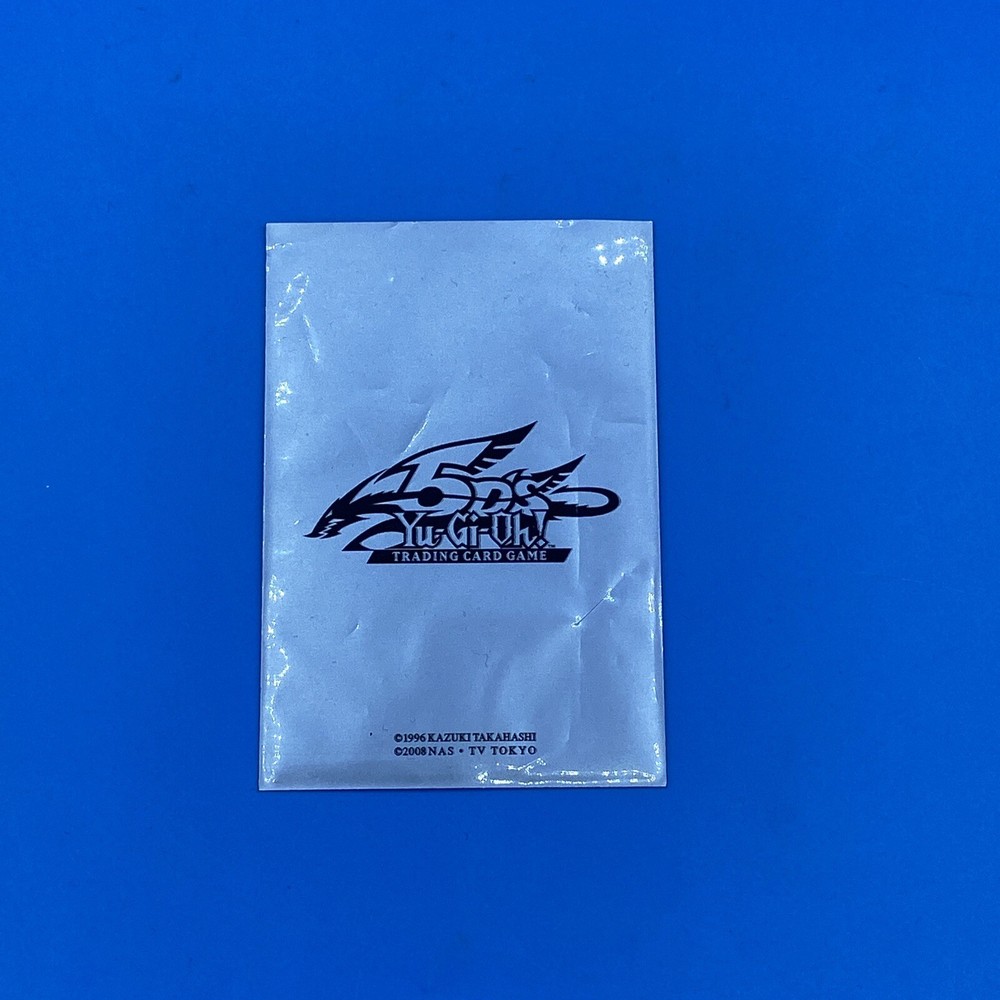 5D's
Yu-Gi-Oh!
TRADING CARD GAME
©1996 KAZUKI TAKAHASHI
©2008 NAS • TV TOKYO